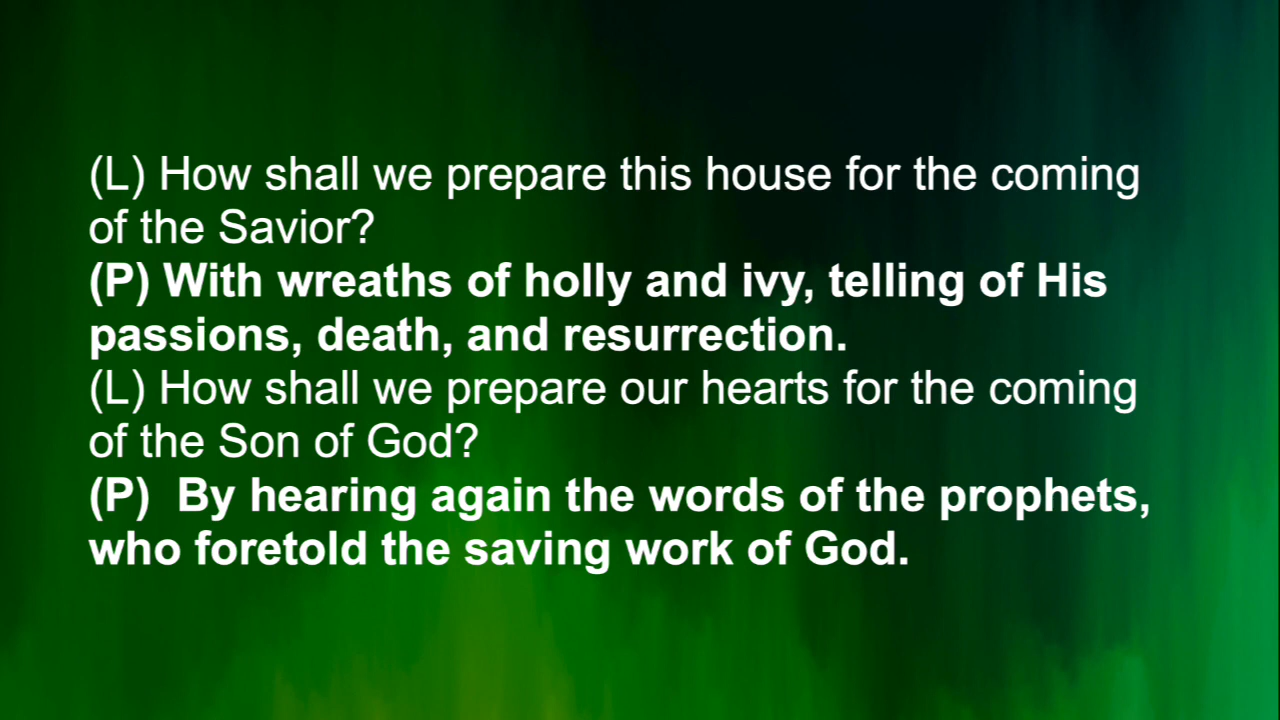 (L) How shall we prepare this house for the coming
of the Savior?
(P) With wreaths of holly and ivy, telling of His
passions, death, and resurrection.
(L) How shall we prepare our hearts for the coming
of the Son of God?
(P)  By hearing again the words of the prophets,
who foretold the saving work of God.